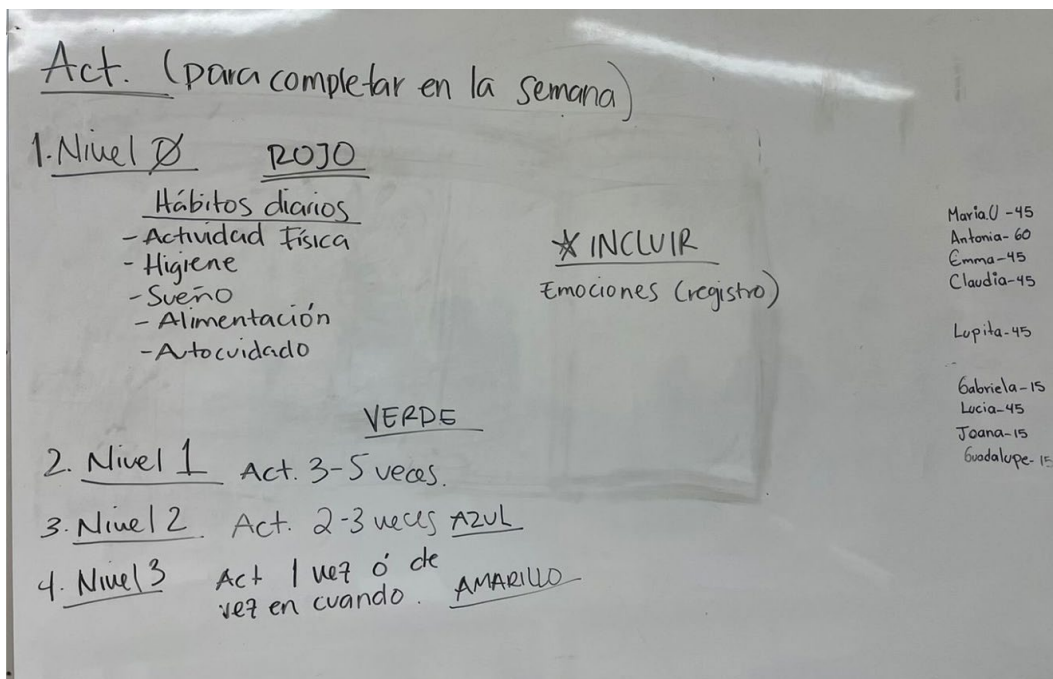 Act. (para completar en la semana)
1. Nivel Ø ROJO
Hábitos diarios
- Actividad Física
- Higiene
- Sueño
- Alimentación
- Autocuidado
☆ INCLUIR
Emociones (registro)
VERDE
2. Nivel 1 Act. 3-5 veces.
3. Nivel 2 Act. 2-3 veces AZUL
4. Nivel 3 Act 1 vez ó de
vez en cuando. AMARILLO
Maria.U -45
Antonia- 60
Emma-45
Claudia-45
Lupita-45
Gabriela-15
Lucia-45
Joana-15
Guadalupe-15